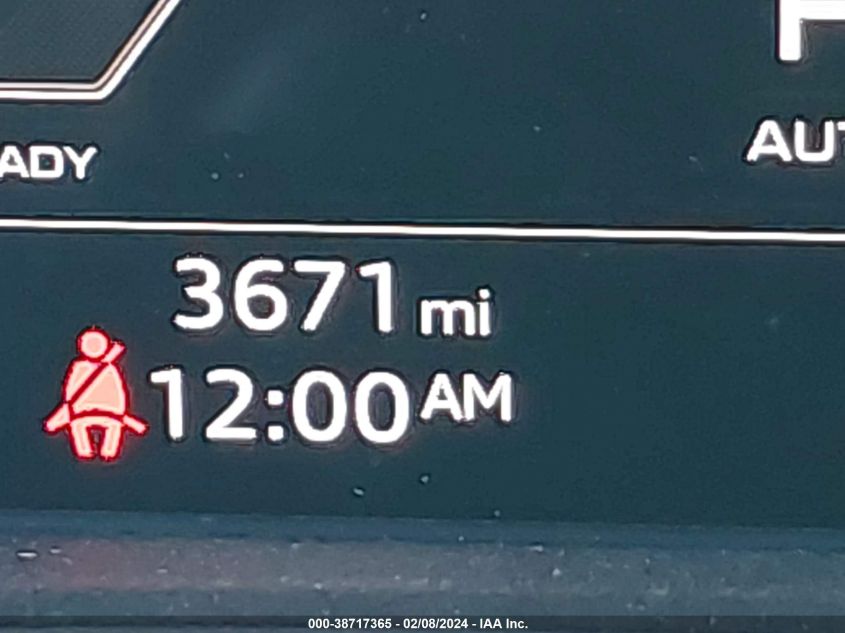 ADY
AUT
3671 mi
12:00 AM
000-38717365 - 02/08/2024 - IAA Inc.